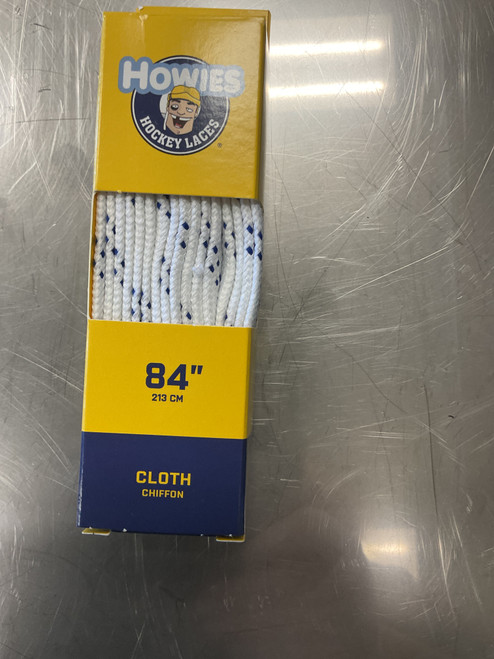 HOWIES
HOCKEY LACES
®
84"
213 CM
CLOTH
CHIFFON